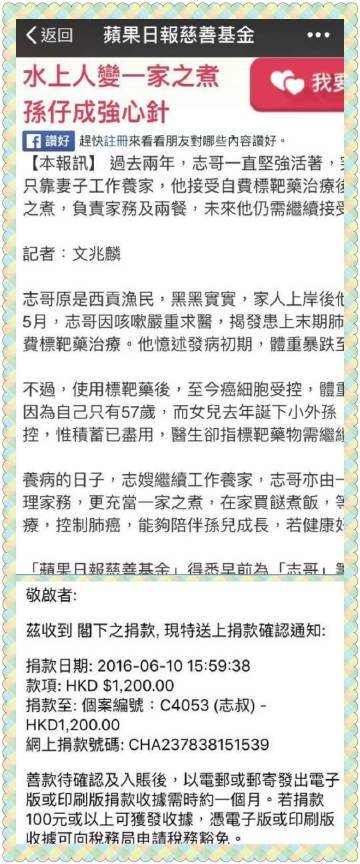 返回
蘋果日報慈善基金
水上人變一家之煮
我要
孫仔成強心針
讚好 趕快註冊來看看朋友對哪些內容讚好。
【本報訊】 過去兩年，志哥一直堅強活著，
只靠妻子工作養家，他接受自費標靶藥治療後
之煮，負責家務及兩餐，未來他仍需繼續接受
記者：文兆麟
志哥原是西貢漁民，黑黑實實，家人上岸後他
5月，志哥因咳嗽嚴重求醫，揭發患上末期肺
費標靶藥治療。他憶述發病初期，體重暴跌至
不過，使用標靶藥後，至今癌細胞受控，體重
因為自己只有57歲，而女兒去年誕下小外孫
控，惟積蓄已盡用，醫生卻指標靶藥物需繼續
養病的日子，志嫂繼續工作養家，志哥亦由一
理家務，更充當一家之煮，在家買餸煮飯，等
療，控制肺癌，能夠陪伴孫兒成長，若健康好
「蘋果日報慈善基金」得悉早前為「志哥」籌
敬啟者:
茲收到 閣下之捐款, 現特送上捐款確認通知:
捐款日期: 2016-06-10 15:59:38
款項: HKD $1,200.00
捐款至: 個案編號：C4053 (志叔) -
HKD1,200.00
網上捐款號碼: CHA237838151539
善款待確認及入賬後，以電郵或郵寄發出電子
版或印刷版捐款收據需時約一個月。若捐款
100元或以上可獲發收據，憑電子版或印刷版
收據可向稅務局申請稅務豁免。